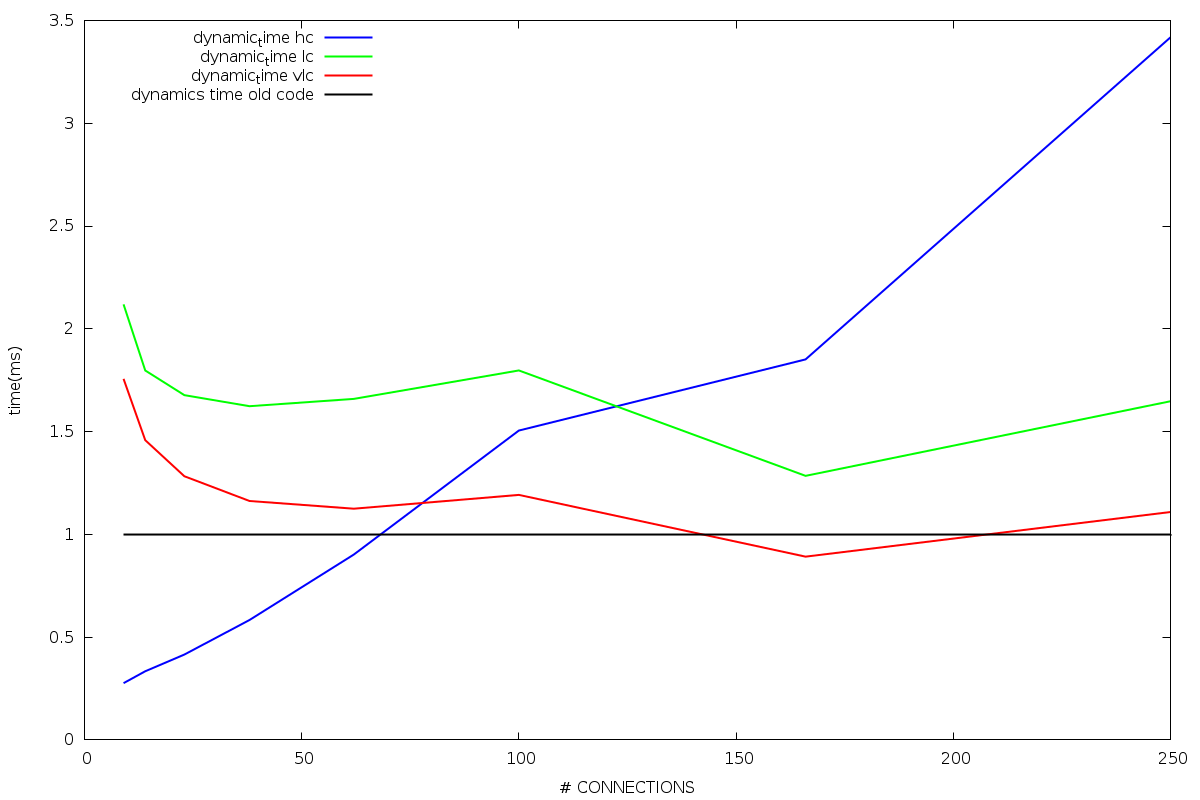 3.5
3
2.5
2
1.5
1
0.5
0
time(ms)
dynamic_time hc
dynamic_time lc
dynamic_time vlc
dynamics time old code
0 50 100 150 200 250
# CONNECTIONS